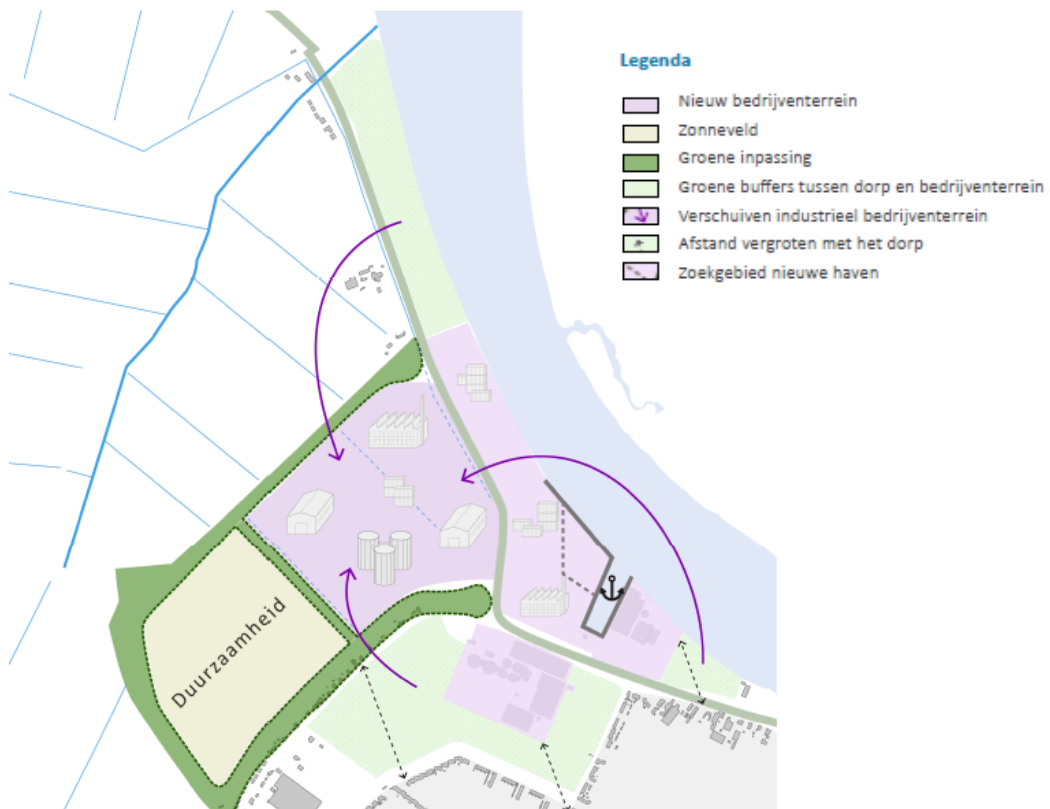 Legenda
Nieuw bedrijventerrein
Zonneveld
Groene inpassing
Groene buffers tussen dorp en bedrijventerrein
Verschuiven industrieel bedrijventerrein
Afstand vergroten met het dorp
Zoekgebied nieuwe haven
Duurzaamheid